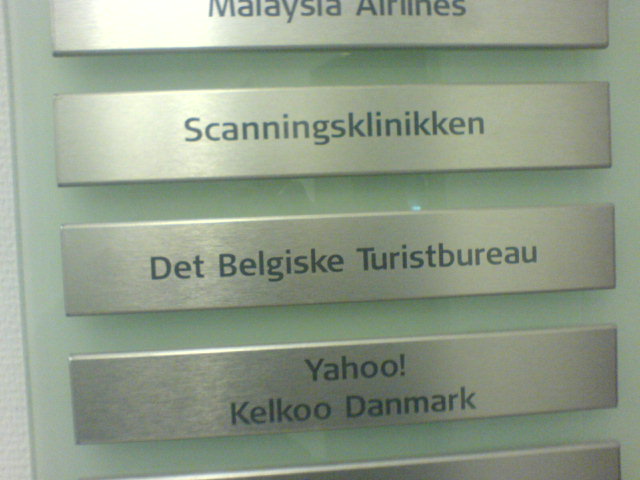 Malaysia Airlines
Scanningsklinikken
Det Belgiske Turistbureau
Yahoo!
Kelkoo Danmark